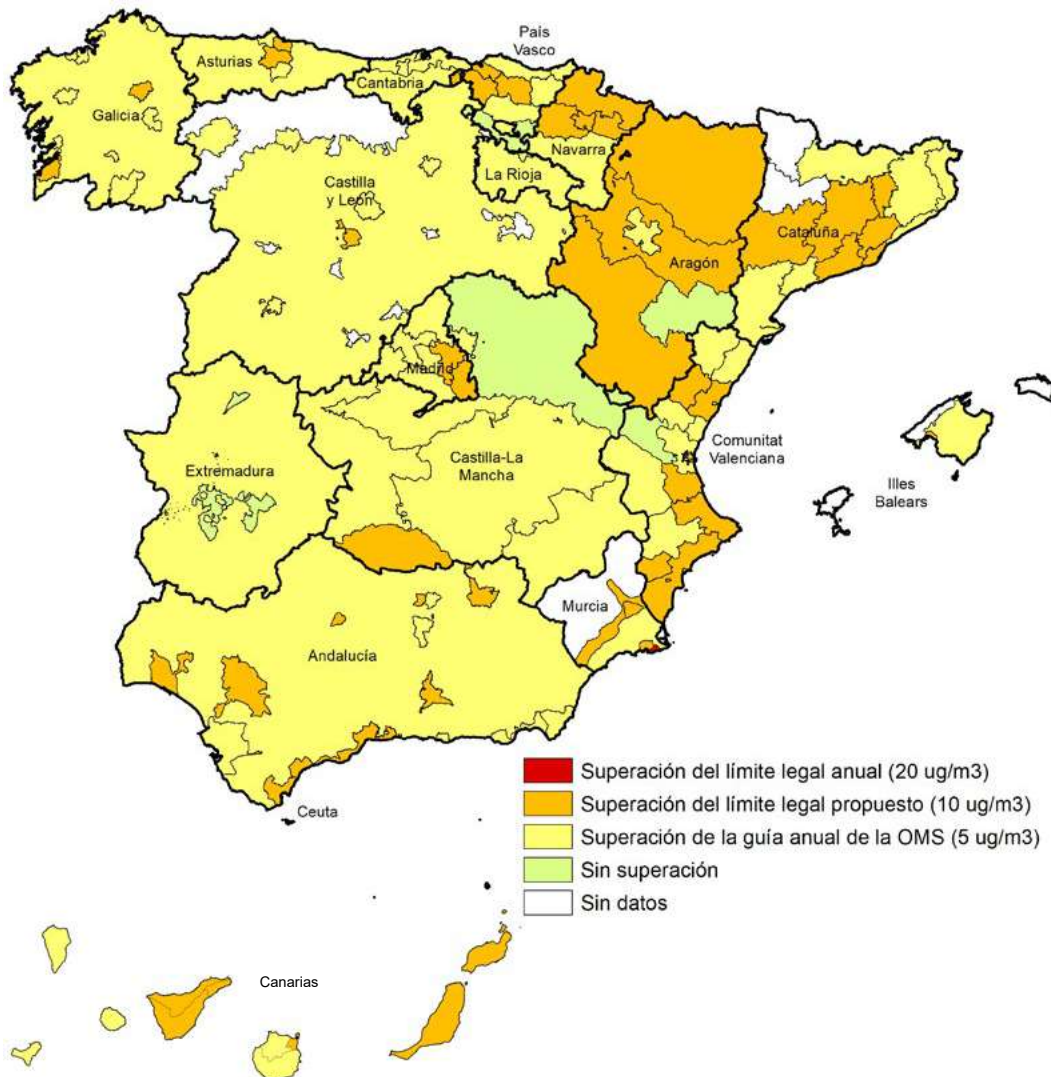 País
Vasco
Asturias
Cantabria
Galicia
Navarra
La Rioja
Castilla
y León
Cataluña
Aragón
Madrid
Comunitat
Valenciana
Castilla-La
Mancha
Extremadura
Illes
Balears
Murcia
Andalucía
Superación del límite legal anual (20 ug/m3)
Superación del límite legal propuesto (10 ug/m3)
Ceuta
Superación de la guía anual de la OMS (5 ug/m3)
Sin superación
Sin datos
Canarias